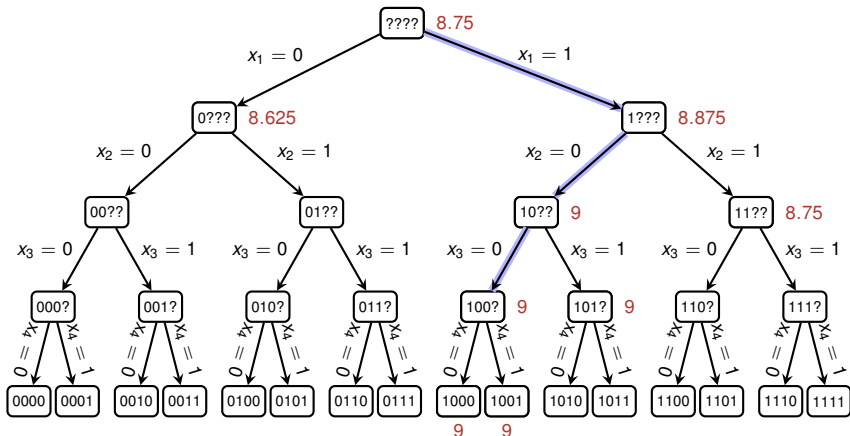 ???? 8.75
x₁ = 0 x₁ = 1
0??? 8.625 1??? 8.875
x₂ = 0 x₂ = 1 x₂ = 0 x₂ = 1
00?? 01?? 10?? 9 11?? 8.75
x₃ = 0 x₃ = 1 x₃ = 0 x₃ = 1 x₃ = 0 x₃ = 1 x₃ = 0 x₃ = 1
000? 001? 010? 011? 100? 9 101? 9 110? 111?
x₄ = 0 x₄ = 1 x₄ = 0 x₄ = 1 x₄ = 0 x₄ = 1 x₄ = 0 x₄ = 1 x₄ = 0 x₄ = 1 x₄ = 0 x₄ = 1 x₄ = 0 x₄ = 1 x₄ = 0 x₄ = 1
0000 0001 0010 0011 0100 0101 0110 0111 1000 1001 1010 1011 1100 1101 1110 1111
9 9